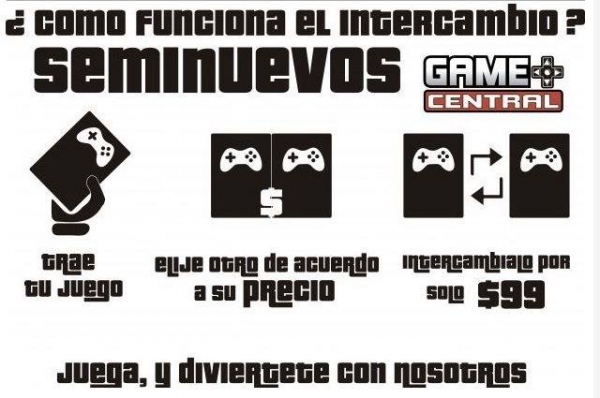 ¿ COMO FUNCIONA EL INTERCAMBIO ?
SEMINUEVOS
GAME
CENTRAL
$
TRAE
TU JUEGO
ELIJE OTRO DE ACUERDO
A SU PRECIO
INTERCAMBIALO POR
SOLO $99
JUEGA, Y DIVIERTETE CON NOSOTROS